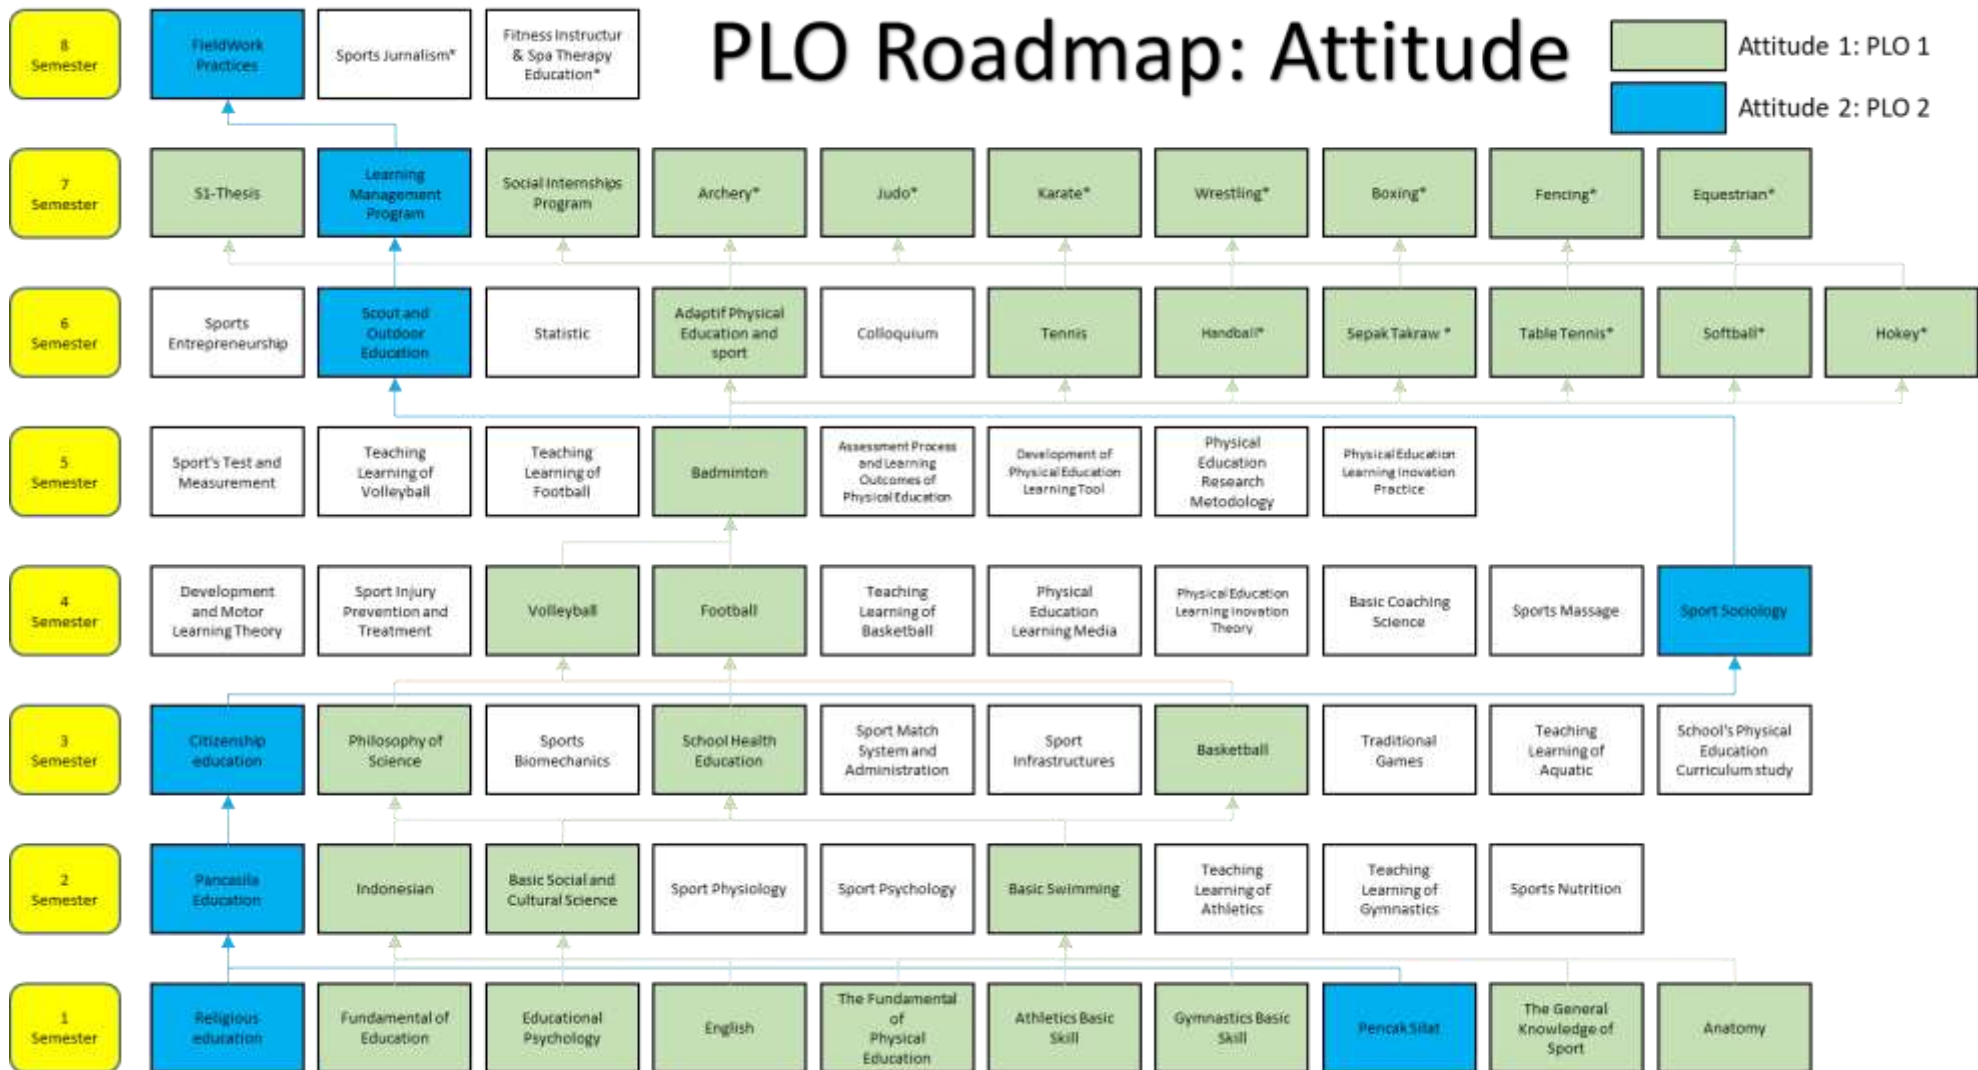 PLO Roadmap: Attitude
Attitude 1: PLO 1
Attitude 2: PLO 2
8
Semester
FieldWork
Practices
Sports Jurnalism*
Fitness Instructur
& Spa Therapy
Education*
7
Semester
S1-Thesis
Learning
Management
Program
Social Internships
Program
Archery*
Judo*
Karate*
Wrestling*
Boxing*
Fencing*
Equestrian*
6
Semester
Sports
Entrepreneurship
Scout and
Outdoor
Education
Statistic
Adaptif Physical
Education and
sport
Colloquium
Tennis
Handball*
Sepak Takraw *
Table Tennis*
Softball*
Hokey*
5
Semester
Sport's Test and
Measurement
Teaching
Learning of
Volleyball
Teaching
Learning of
Football
Badminton
Assessment Process
and Learning
Outcomes of
Physical Education
Development of
Physical Education
Learning Tool
Physical
Education
Research
Metodology
Physical Education
Learning Inovation
Practice
4
Semester
Development
and Motor
Learning Theory
Sport Injury
Prevention and
Treatment
Volleyball
Football
Teaching
Learning of
Basketball
Physical
Education
Learning Media
Physical Education
Learning Inovation
Theory
Basic Coaching
Science
Sports Massage
Sport Sociology
3
Semester
Citizenship
education
Philosophy of
Science
Sports
Biomechanics
School Health
Education
Sport Match
System and
Administration
Sport
Infrastructures
Basketball
Traditional
Games
Teaching
Learning of
Aquatic
School's Physical
Education
Curriculum study
2
Semester
Pancasila
Education
Indonesian
Basic Social and
Cultural Science
Sport Physiology
Sport Psychology
Basic Swimming
Teaching
Learning of
Athletics
Teaching
Learning of
Gymnastics
Sports Nutrition
1
Semester
Religious
education
Fundamental of
Education
Educational
Psychology
English
The Fundamental
of
Physical
Education
Athletics Basic
Skill
Gymnastics Basic
Skill
Pencak Silat
The General
Knowledge of
Sport
Anatomy